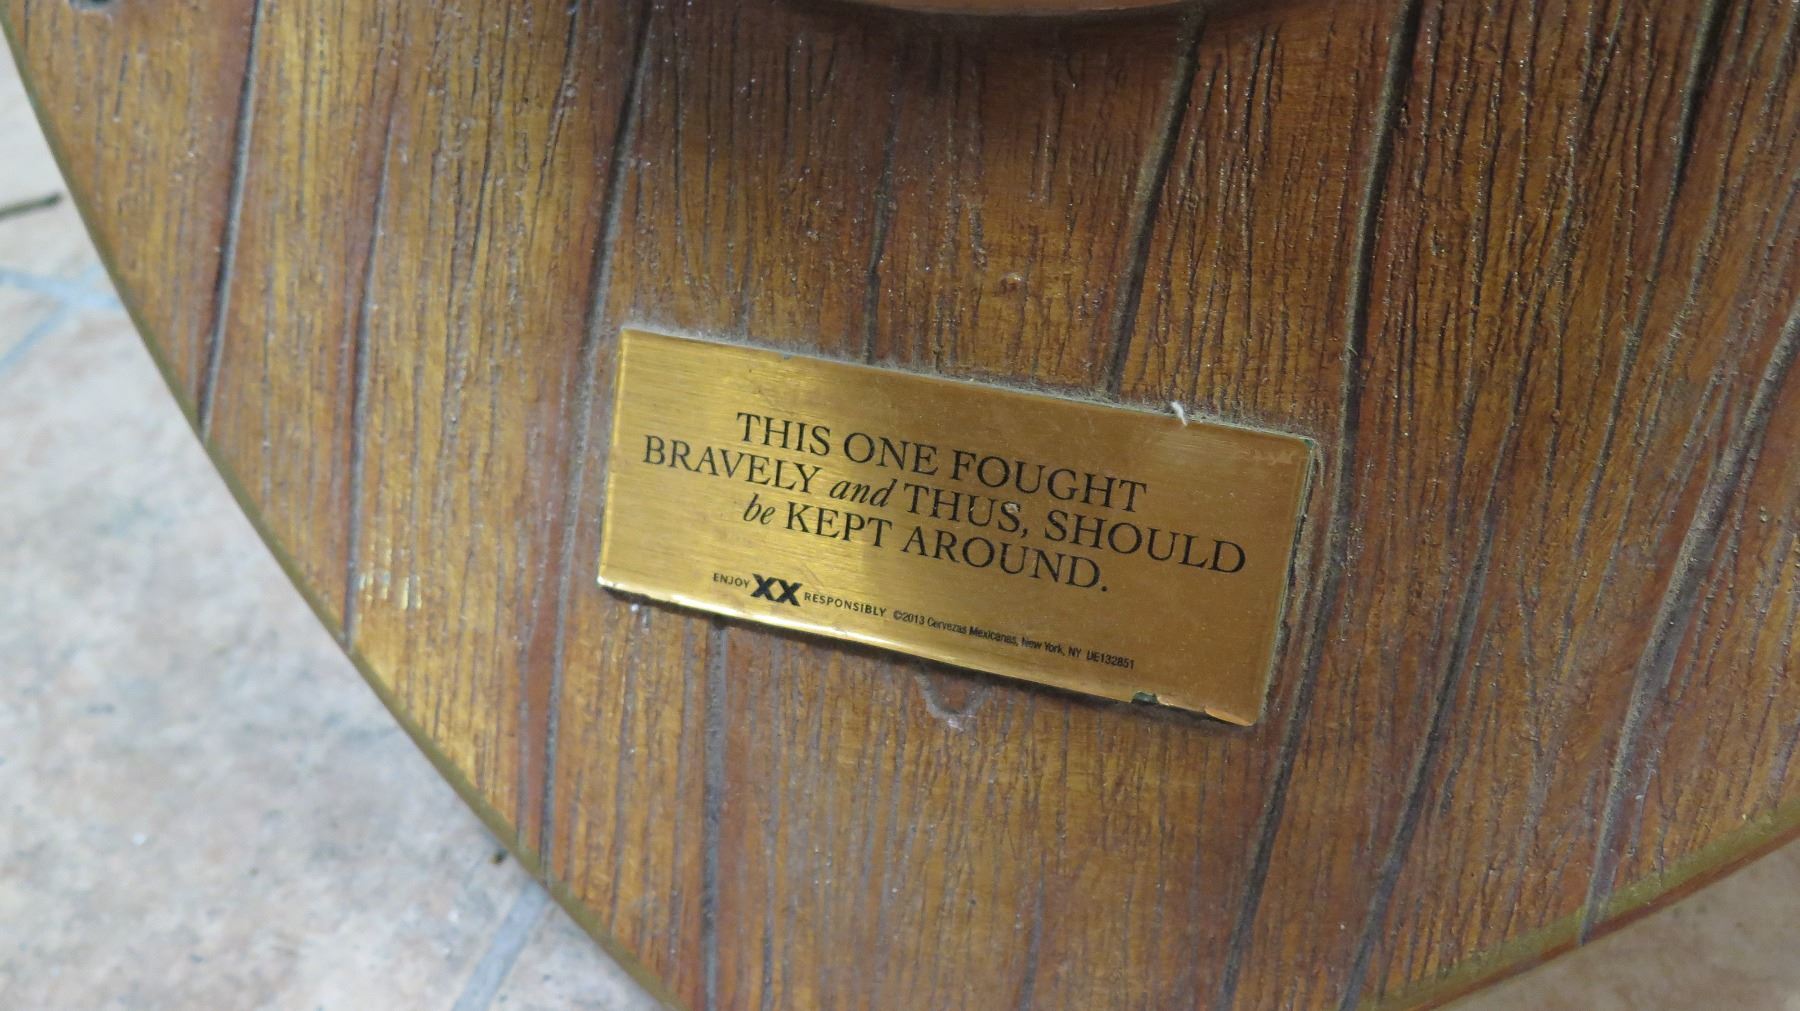 THIS ONE FOUGHT
BRAVELY and THUS, SHOULD
be KEPT AROUND.
ENJOY XX RESPONSIBLY ©2013 Cervezas Mexicanas, New York, NY UE132851